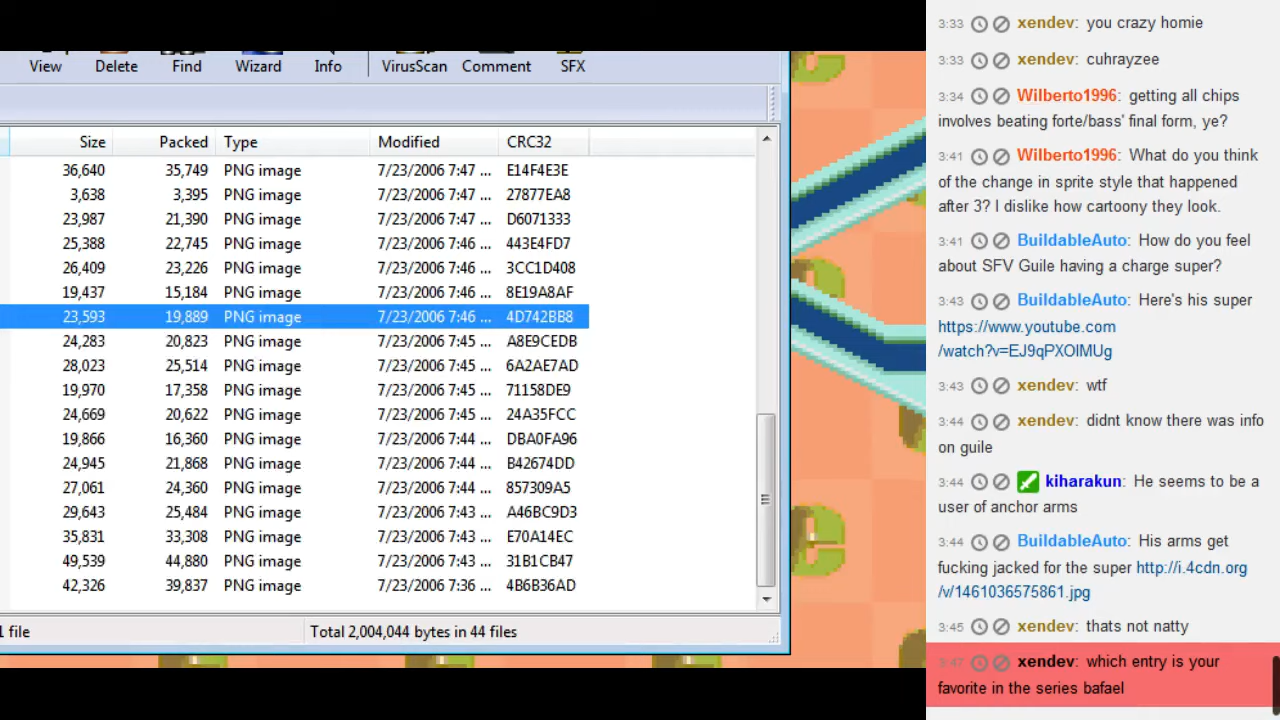 View Delete Find Wizard Info VirusScan Comment SFX
Size Packed Type Modified CRC32
36,640 35,749 PNG image 7/23/2006 7:47 ... E14F4E3E
3,638 3,395 PNG image 7/23/2006 7:47 ... 27877EA8
23,987 21,390 PNG image 7/23/2006 7:47 ... D6071333
25,388 22,745 PNG image 7/23/2006 7:46 ... 443E4FD7
26,409 23,226 PNG image 7/23/2006 7:46 ... 3CC1D408
19,437 15,184 PNG image 7/23/2006 7:46 ... 8E19A8AF
23,593 19,889 PNG image 7/23/2006 7:46 ... 4D742BB8
24,283 20,823 PNG image 7/23/2006 7:45 ... A8E9CEDB
28,023 25,514 PNG image 7/23/2006 7:45 ... 6A2AE7AD
19,970 17,358 PNG image 7/23/2006 7:45 ... 71158DE9
24,669 20,622 PNG image 7/23/2006 7:45 ... 24A35FCC
19,866 16,360 PNG image 7/23/2006 7:44 ... DBA0FA96
24,945 21,868 PNG image 7/23/2006 7:44 ... B42674DD
27,061 24,360 PNG image 7/23/2006 7:44 ... 857309A5
29,643 25,484 PNG image 7/23/2006 7:43 ... A46BC9D3
35,831 33,308 PNG image 7/23/2006 7:43 ... E70A14EC
49,539 44,880 PNG image 7/23/2006 7:43 ... 31B1CB47
42,326 39,837 PNG image 7/23/2006 7:36 ... 4B6B36AD
1 file Total 2,004,044 bytes in 44 files
3:33 xendev: you crazy homie
3:33 xendev: cuhrayzee
3:34 Wilberto1996: getting all chips
involves beating forte/bass' final form, ye?
3:41 Wilberto1996: What do you think
of the change in sprite style that happened
after 3? I dislike how cartoony they look.
3:41 BuildableAuto: How do you feel
about SFV Guile having a charge super?
3:43 BuildableAuto: Here's his super
https://www.youtube.com
/watch?v=EJ9qPXOlMUg
3:43 xendev: wtf
3:44 xendev: didnt know there was info
on guile
3:44 kiharakun: He seems to be a
user of anchor arms
3:44 BuildableAuto: His arms get
fucking jacked for the super http://i.4cdn.org
/v/1461036575861.jpg
3:45 xendev: thats not natty
3:47 xendev: which entry is your
favorite in the series bafael